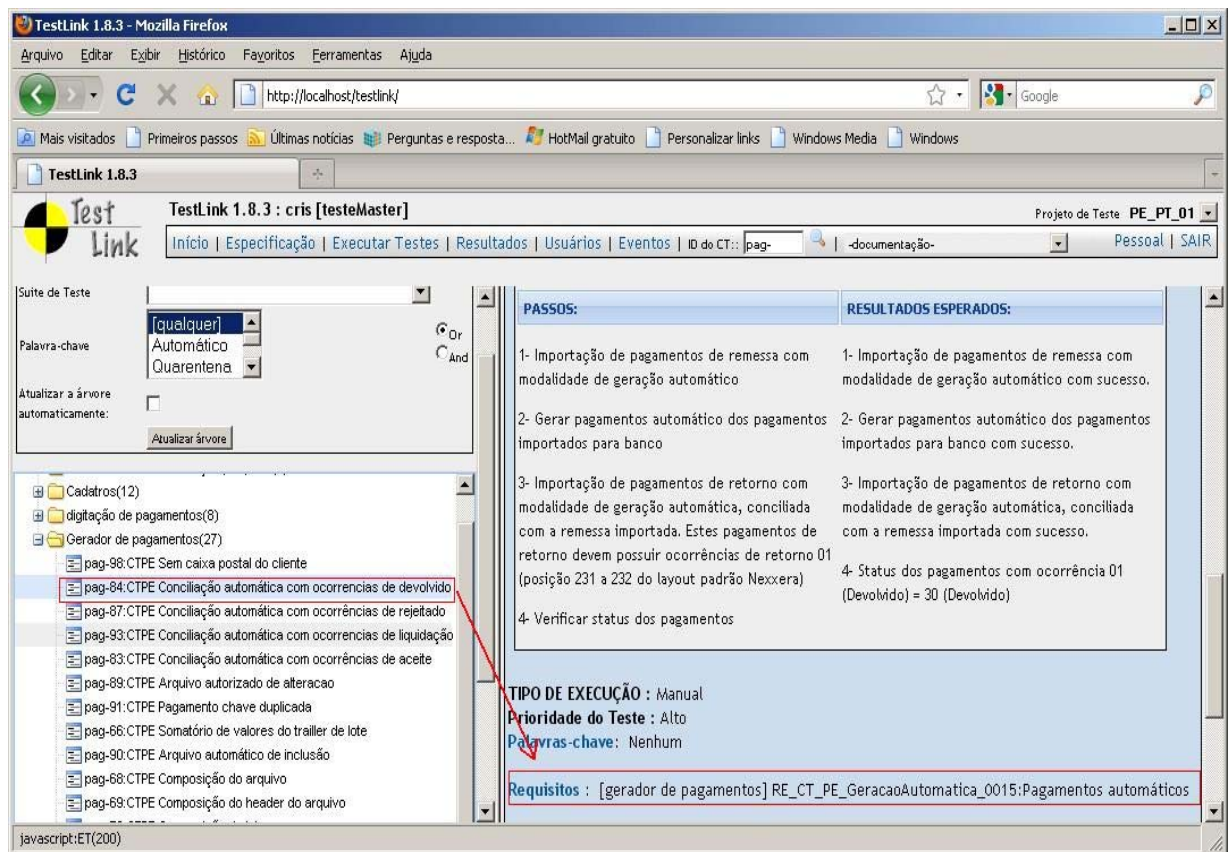 TestLink 1.8.3 - Mozilla Firefox
Arquivo Editar Exibir Histórico Favoritos Ferramentas Ajuda
http://localhost/testlink/
Google
Mais visitados Primeiros passos Últimas notícias Perguntas e resposta... HotMail gratuito Personalizar links Windows Media Windows
TestLink 1.8.3
Test Link
TestLink 1.8.3 : cris [testeMaster]
Projeto de Teste PE_PT_01
Início | Especificação | Executar Testes | Resultados | Usuários | Eventos | ID do CT:: pag- | -documentação-
Pessoal | SAIR
Suite de Teste
Palavra-chave
[qualquer]
Automático
Quarentena
Or
And
Atualizar a árvore
automaticamente:
Atualizar árvore
Cadatros(12)
digitação de pagamentos(8)
Gerador de pagamentos(27)
pag-98:CTPE Sem caixa postal do cliente
pag-84:CTPE Conciliação automática com ocorrencias de devolvido
pag-87:CTPE Conciliação automática com ocorrências de rejeitado
pag-93:CTPE Conciliação automática com ocorrencias de liquidação
pag-83:CTPE Conciliação automática com ocorrências de aceite
pag-89:CTPE Arquivo autorizado de alteracao
pag-91:CTPE Pagamento chave duplicada
pag-66:CTPE Somatório de valores do trailler de lote
pag-90:CTPE Arquivo automático de inclusão
pag-68:CTPE Composição do arquivo
pag-69:CTPE Composição do header do arquivo
PASSOS:
1- Importação de pagamentos de remessa com
modalidade de geração automático
2- Gerar pagamentos automático dos pagamentos
importados para banco
3- Importação de pagamentos de retorno com
modalidade de geração automática, conciliada
com a remessa importada. Estes pagamentos de
retorno devem possuir ocorrências de retorno 01
(posição 231 a 232 do layout padrão Nexxera)
4- Verificar status dos pagamentos
RESULTADOS ESPERADOS:
1- Importação de pagamentos de remessa com
modalidade de geração automático com sucesso.
2- Gerar pagamentos automático dos pagamentos
importados para banco com sucesso.
3- Importação de pagamentos de retorno com
modalidade de geração automática, conciliada
com a remessa importada com sucesso.
4- Status dos pagamentos com ocorrência 01
(Devolvido) = 30 (Devolvido)
TIPO DE EXECUÇÃO : Manual
Prioridade do Teste : Alto
Palavras-chave: Nenhum
Requisitos : [gerador de pagamentos] RE_CT_PE_GeracaoAutomatica_0015:Pagamentos automáticos
javascript:ET(200)